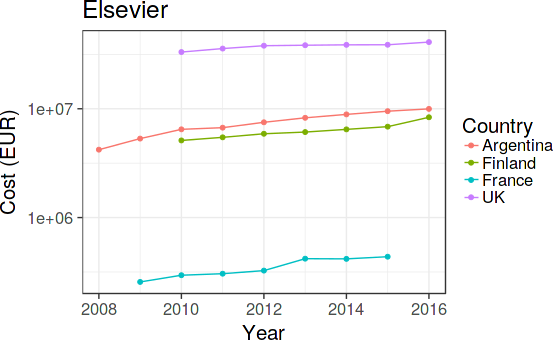 Elsevier
Cost (EUR)
1e+07
1e+06
2008 2010 2012 2014 2016
Year
Country
Argentina
Finland
France
UK